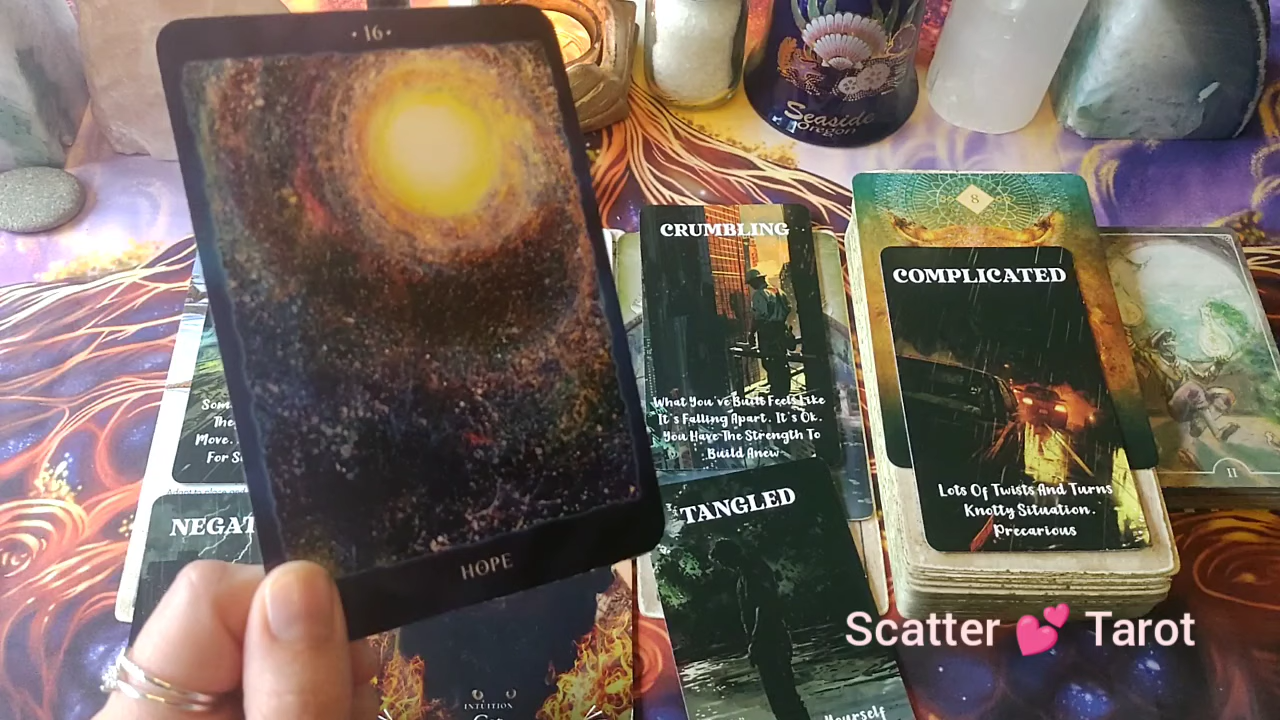 · 16 ·
HOPE
Seaside
Oregon
CRUMBLING
What You've Built Feels Like
It's Falling Apart. It's Ok.
You Have The Strength To
Build Anew
8
COMPLICATED
Lots Of Twists And Turns
Knotty Situation.
Precarious
II
Move.
NEGAT
TANGLED
Yourself
INTUITION
Scatter 💕 Tarot